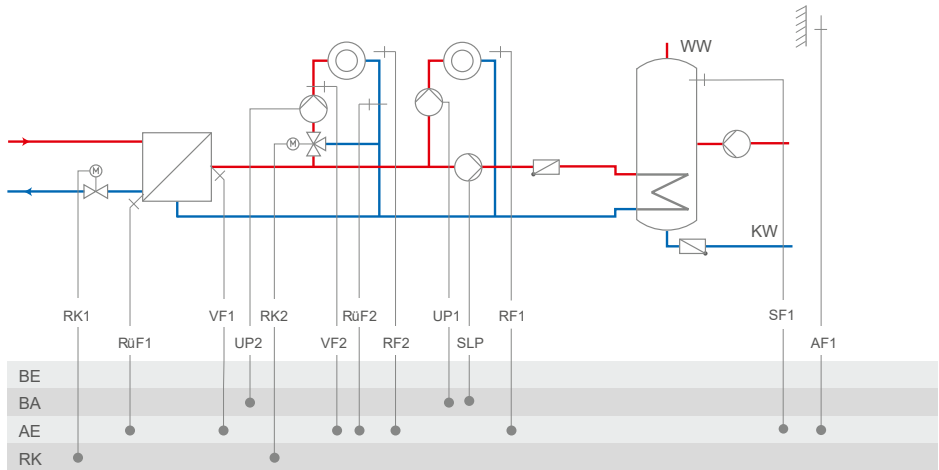 WW
M
KW
M
RK1 VF1 RK2 RüF2 UP1 RF1 SF1
RüF1 UP2 VF2 RF2 SLP AF1
BE
BA
AE
RK